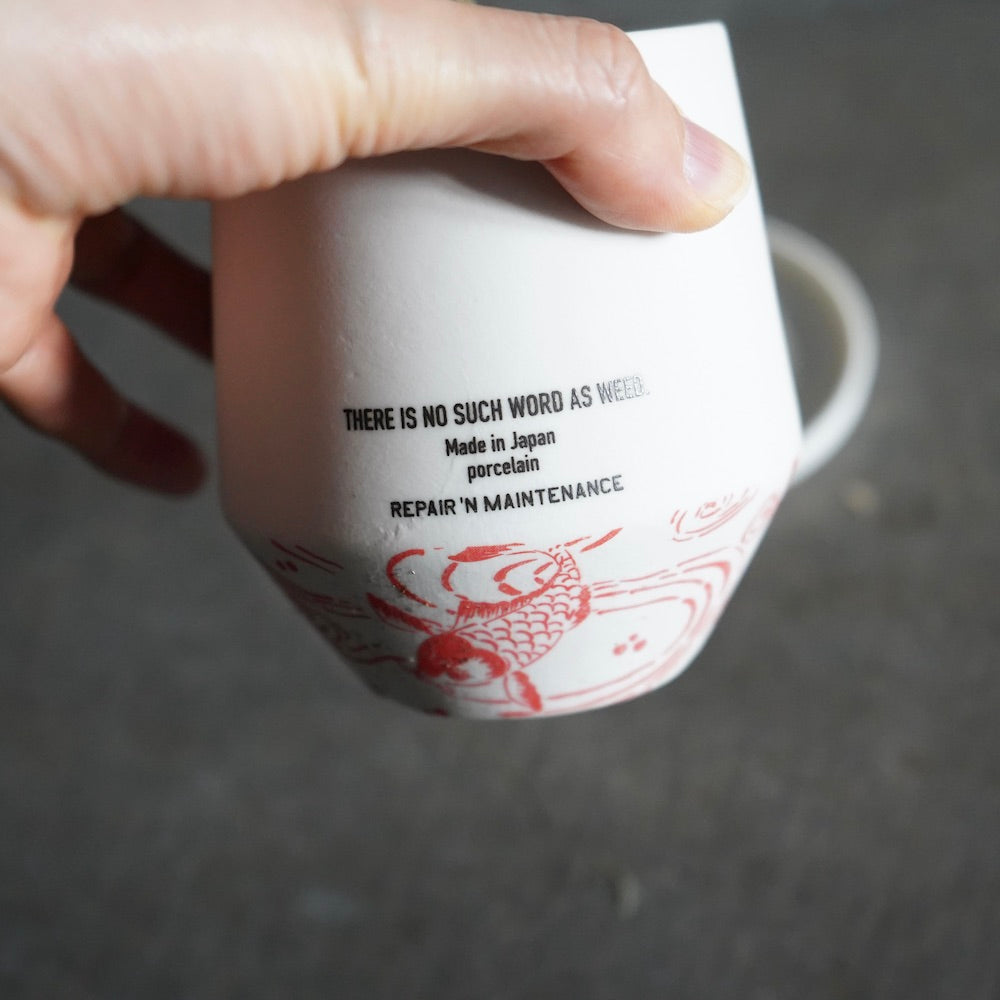 THERE IS NO SUCH WORD AS WEED.
Made in Japan
porcelain
REPAIR 'N MAINTENANCE